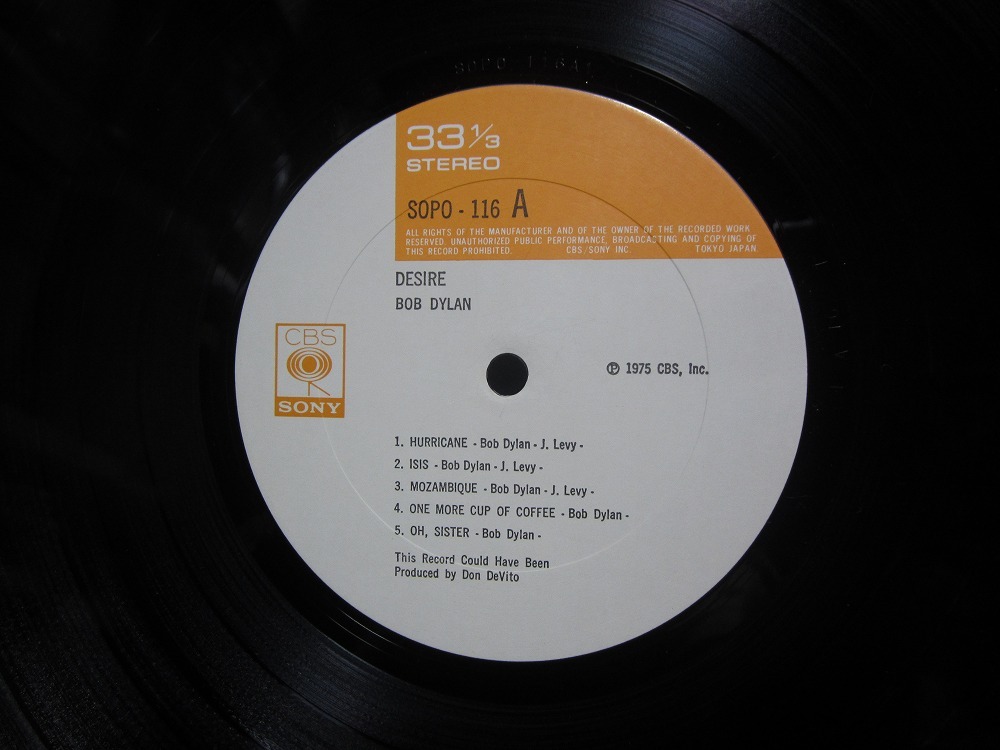 SOPO-116A1
33 1/3
STEREO
SOPO - 116 A
ALL RIGHTS OF THE MANUFACTURER AND OF THE OWNER OF THE RECORDED WORK
RESERVED. UNAUTHORIZED PUBLIC PERFORMANCE, BROADCASTING AND COPYING OF
THIS RECORD PROHIBITED. CBS/SONY INC. TOKYO JAPAN.
DESIRE
BOB DYLAN
CBS
SONY
℗ 1975 CBS, Inc.
1. HURRICANE - Bob Dylan - J. Levy -
2. ISIS - Bob Dylan - J. Levy -
3. MOZAMBIQUE - Bob Dylan - J. Levy -
4. ONE MORE CUP OF COFFEE - Bob Dylan -
5. OH, SISTER - Bob Dylan -
This Record Could Have Been
Produced by Don DeVito